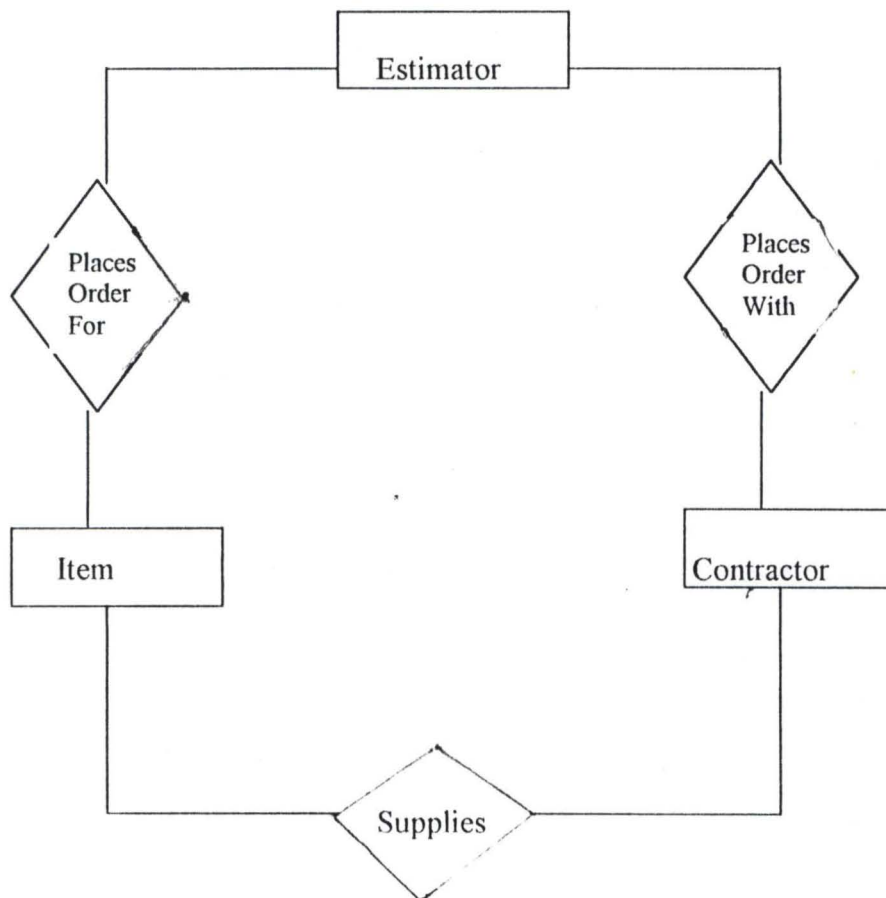 Estimator
Places
Order
For
Places
Order
With
Item
Contractor
Supplies